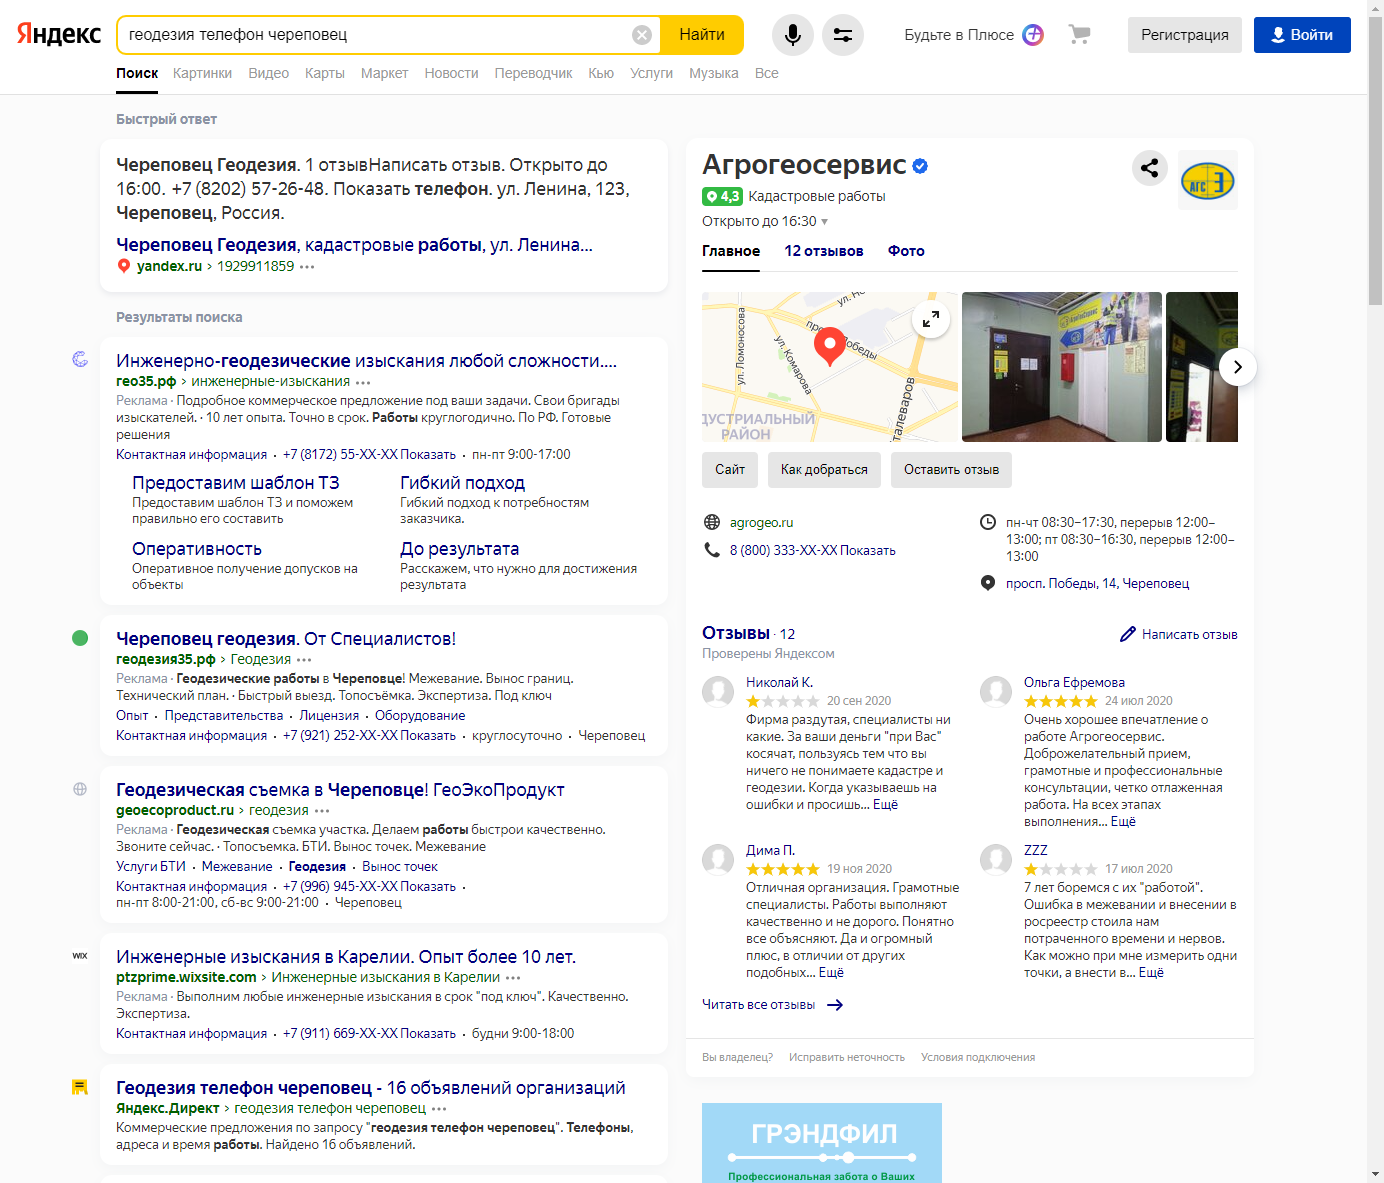 Яндекс
геодезия телефон череповец
Найти
Будьте в Плюсе
Регистрация
Войти
Поиск Картинки Видео Карты Маркет Новости Переводчик Кью Услуги Музыка Все
Быстрый ответ
Череповец Геодезия. 1 отзывНаписать отзыв. Открыто до
16:00. +7 (8202) 57-26-48. Показать телефон. ул. Ленина, 123,
Череповец, Россия.
Череповец Геодезия, кадастровые работы, ул. Ленина...
yandex.ru › 1929911859
Результаты поиска
Инженерно-геодезические изыскания любой сложности....
гео35.рф › инженерные-изыскания
Реклама · Подробное коммерческое предложение под ваши задачи. Свои бригады
изыскателей. · 10 лет опыта. Точно в срок. Работы круглогодично. По РФ. Готовые
решения
Контактная информация · +7 (8172) 55-XX-XX Показать · пн-пт 9:00-17:00
Предоставим шаблон ТЗ
Предоставим шаблон ТЗ и поможем
правильно его составить
Гибкий подход
Гибкий подход к потребностям
заказчика.
Оперативность
Оперативное получение допусков на
объекты
До результата
Расскажем, что нужно для достижения
результата
Череповец геодезия. От Специалистов!
геодезия35.рф › Геодезия
Реклама · Геодезические работы в Череповце! Межевание. Вынос границ.
Технический план. · Быстрый выезд. Топосъёмка. Экспертиза. Под ключ
Опыт · Представительства · Лицензия · Оборудование
Контактная информация · +7 (921) 252-XX-XX Показать · круглосуточно · Череповец
Геодезическая съемка в Череповце! ГеоЭкоПродукт
geoecoproduct.ru › геодезия
Реклама · Геодезическая съемка участка. Делаем работы быстрои качественно.
Звоните сейчас. · Топосъемка. БТИ. Вынос точек. Межевание
Услуги БТИ · Межевание · Геодезия · Вынос точек
Контактная информация · +7 (996) 945-XX-XX Показать ·
пн-пт 8:00-21:00, сб-вс 9:00-21:00 · Череповец
WIX
Инженерные изыскания в Карелии. Опыт более 10 лет.
ptzprime.wixsite.com › Инженерные изыскания в Карелии
Реклама · Выполним любые инженерные изыскания в срок "под ключ". Качественно.
Экспертиза.
Контактная информация · +7 (911) 669-XX-XX Показать · будни 9:00-18:00
Геодезия телефон череповец - 16 объявлений организаций
Яндекс.Директ › геодезия телефон череповец
Коммерческие предложения по запросу "геодезия телефон череповец". Телефоны,
адреса и время работы. Найдено 16 объявлений.
Агрогеосервис
АГС
4,3 Кадастровые работы
Открыто до 16:30
Главное 12 отзывов Фото
ул. Ломоносова
ул. Комарова
Победы
ДУСТРИАЛЬНЫЙ
РАЙОН
талеваров
Сайт
Как добраться
Оставить отзыв
agrogeo.ru
8 (800) 333-XX-XX Показать
пн-чт 08:30–17:30, перерыв 12:00–
13:00; пт 08:30–16:30, перерыв 12:00–
13:00
просп. Победы, 14, Череповец
Отзывы · 12
Написать отзыв
Проверены Яндексом
Николай К.
20 сен 2020
Фирма раздутая, специалисты ни
какие. За ваши деньги "при Вас"
косячат, пользуясь тем что вы
ничего не понимаете кадастре и
геодезии. Когда указываешь на
ошибки и просишь... Ещё
Ольга Ефремова
24 июл 2020
Очень хорошее впечатление о
работе Агрогеосервис.
Доброжелательный прием,
грамотные и профессиональные
консультации, четко отлаженная
работа. На всех этапах
выполнения... Ещё
Дима П.
19 ноя 2020
Отличная организация. Грамотные
специалисты. Работы выполняют
качественно и не дорого. Понятно
все объясняют. Да и огромный
плюс, в отличии от других
подобных... Ещё
ZZZ
17 июл 2020
7 лет боремся с их "работой".
Ошибка в межевании и внесении в
росреестр стоила нам
потраченного времени и нервов.
Как можно при мне измерить одни
точки, а внести в... Ещё
Читать все отзывы
Вы владелец? Исправить неточность Условия подключения
ГРЭНДФИЛ
Профессиональная забота о Ваших